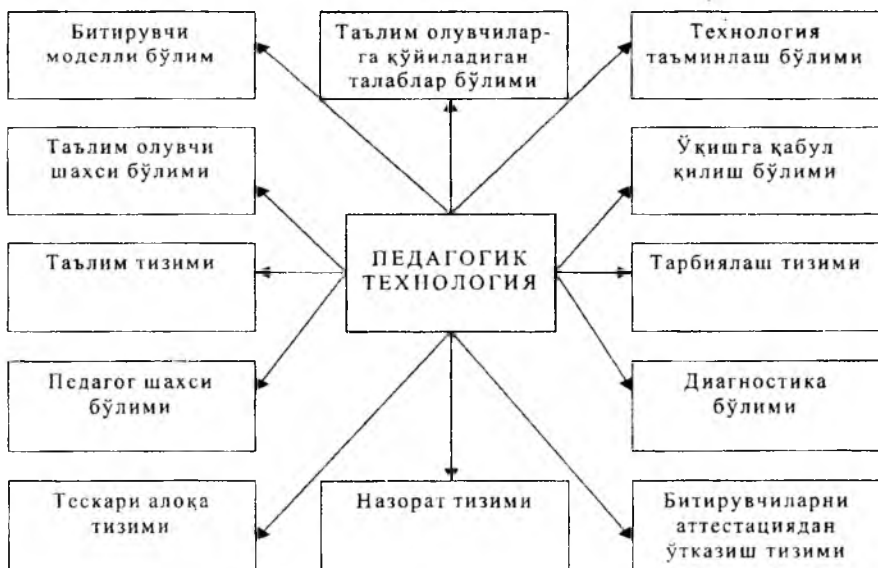 Битирувчи
моделли бўлим
Таълим олувчилар-
га қўйиладиган
талаблар бўлими
Технология
таъминлаш бўлими
Таълим олувчи
шахси бўлими
Ўқишга қабул
қилиш бўлими
Таълим тизими
ПЕДАГОГИК
ТЕХНОЛОГИЯ
Тарбиялаш тизими
Педагог шахси
бўлими
Диагностика
бўлими
Тескари алоқа
тизими
Назорат тизими
Битирувчиларни
аттестациядан
ўтказиш тизими